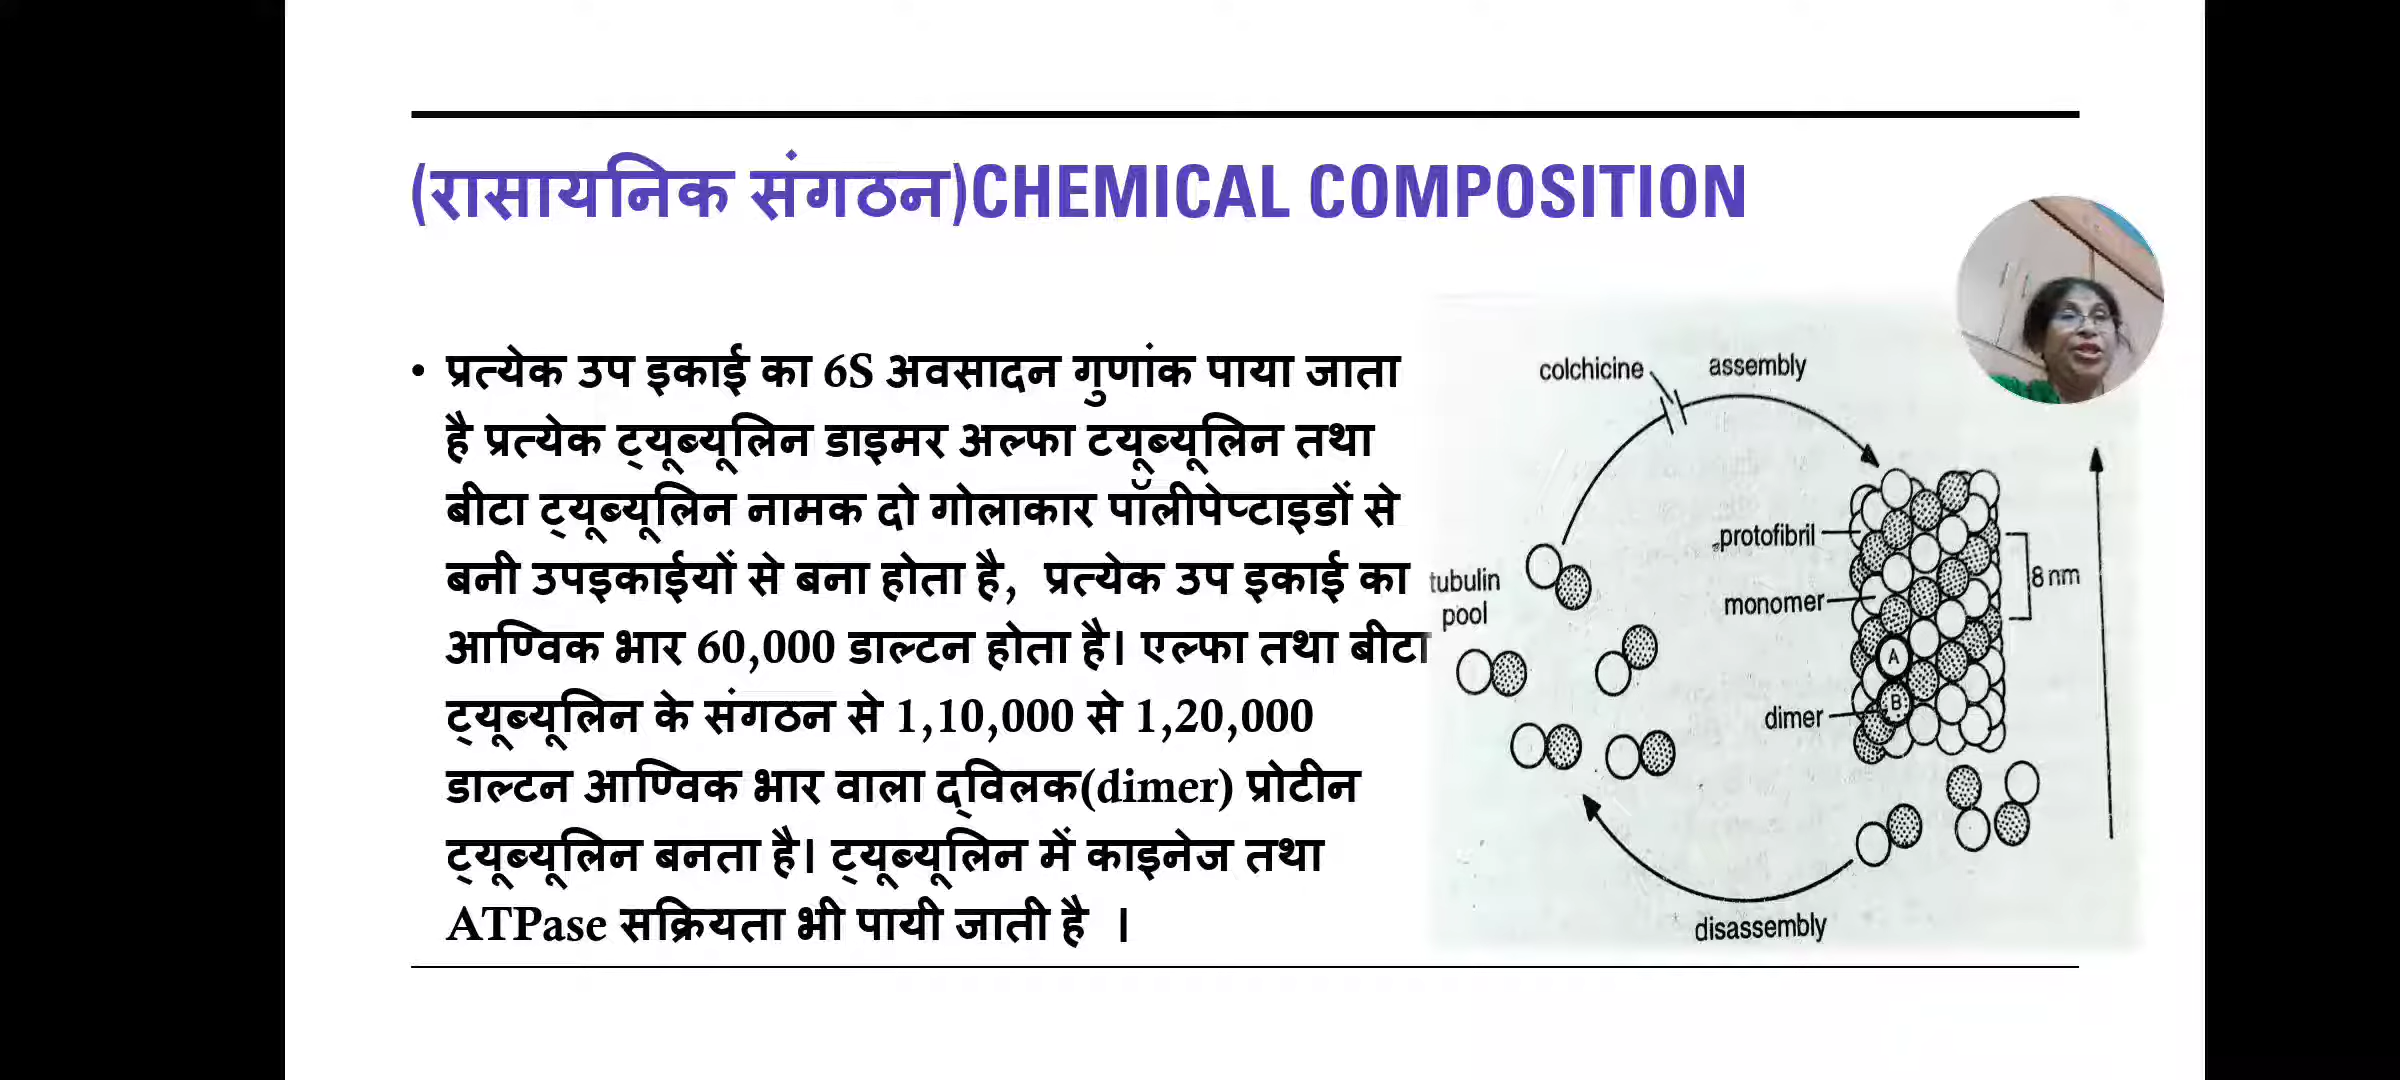 (रासायनिक संगठन)CHEMICAL COMPOSITION
• प्रत्येक उप इकाई का 6S अवसादन गुणांक पाया जाता
है प्रत्येक ट्यूब्यूलिन डाइमर अल्फा टयूब्यूलिन तथा
बीटा ट्यूब्यूलिन नामक दो गोलाकार पॉलीपेप्टाइडों से
बनी उपइकाईयों से बना होता है, प्रत्येक उप इकाई का
आण्विक भार 60,000 डाल्टन होता है। एल्फा तथा बीटा
ट्यूब्यूलिन के संगठन से 1,10,000 से 1,20,000
डाल्टन आण्विक भार वाला द्विलक(dimer) प्रोटीन
ट्यूब्यूलिन बनता है। ट्यूब्यूलिन में काइनेज तथा
ATPase सक्रियता भी पायी जाती है ।
colchicine
assembly
protofibril
8 nm
tubulin
pool
monomer
A
B
dimer
disassembly